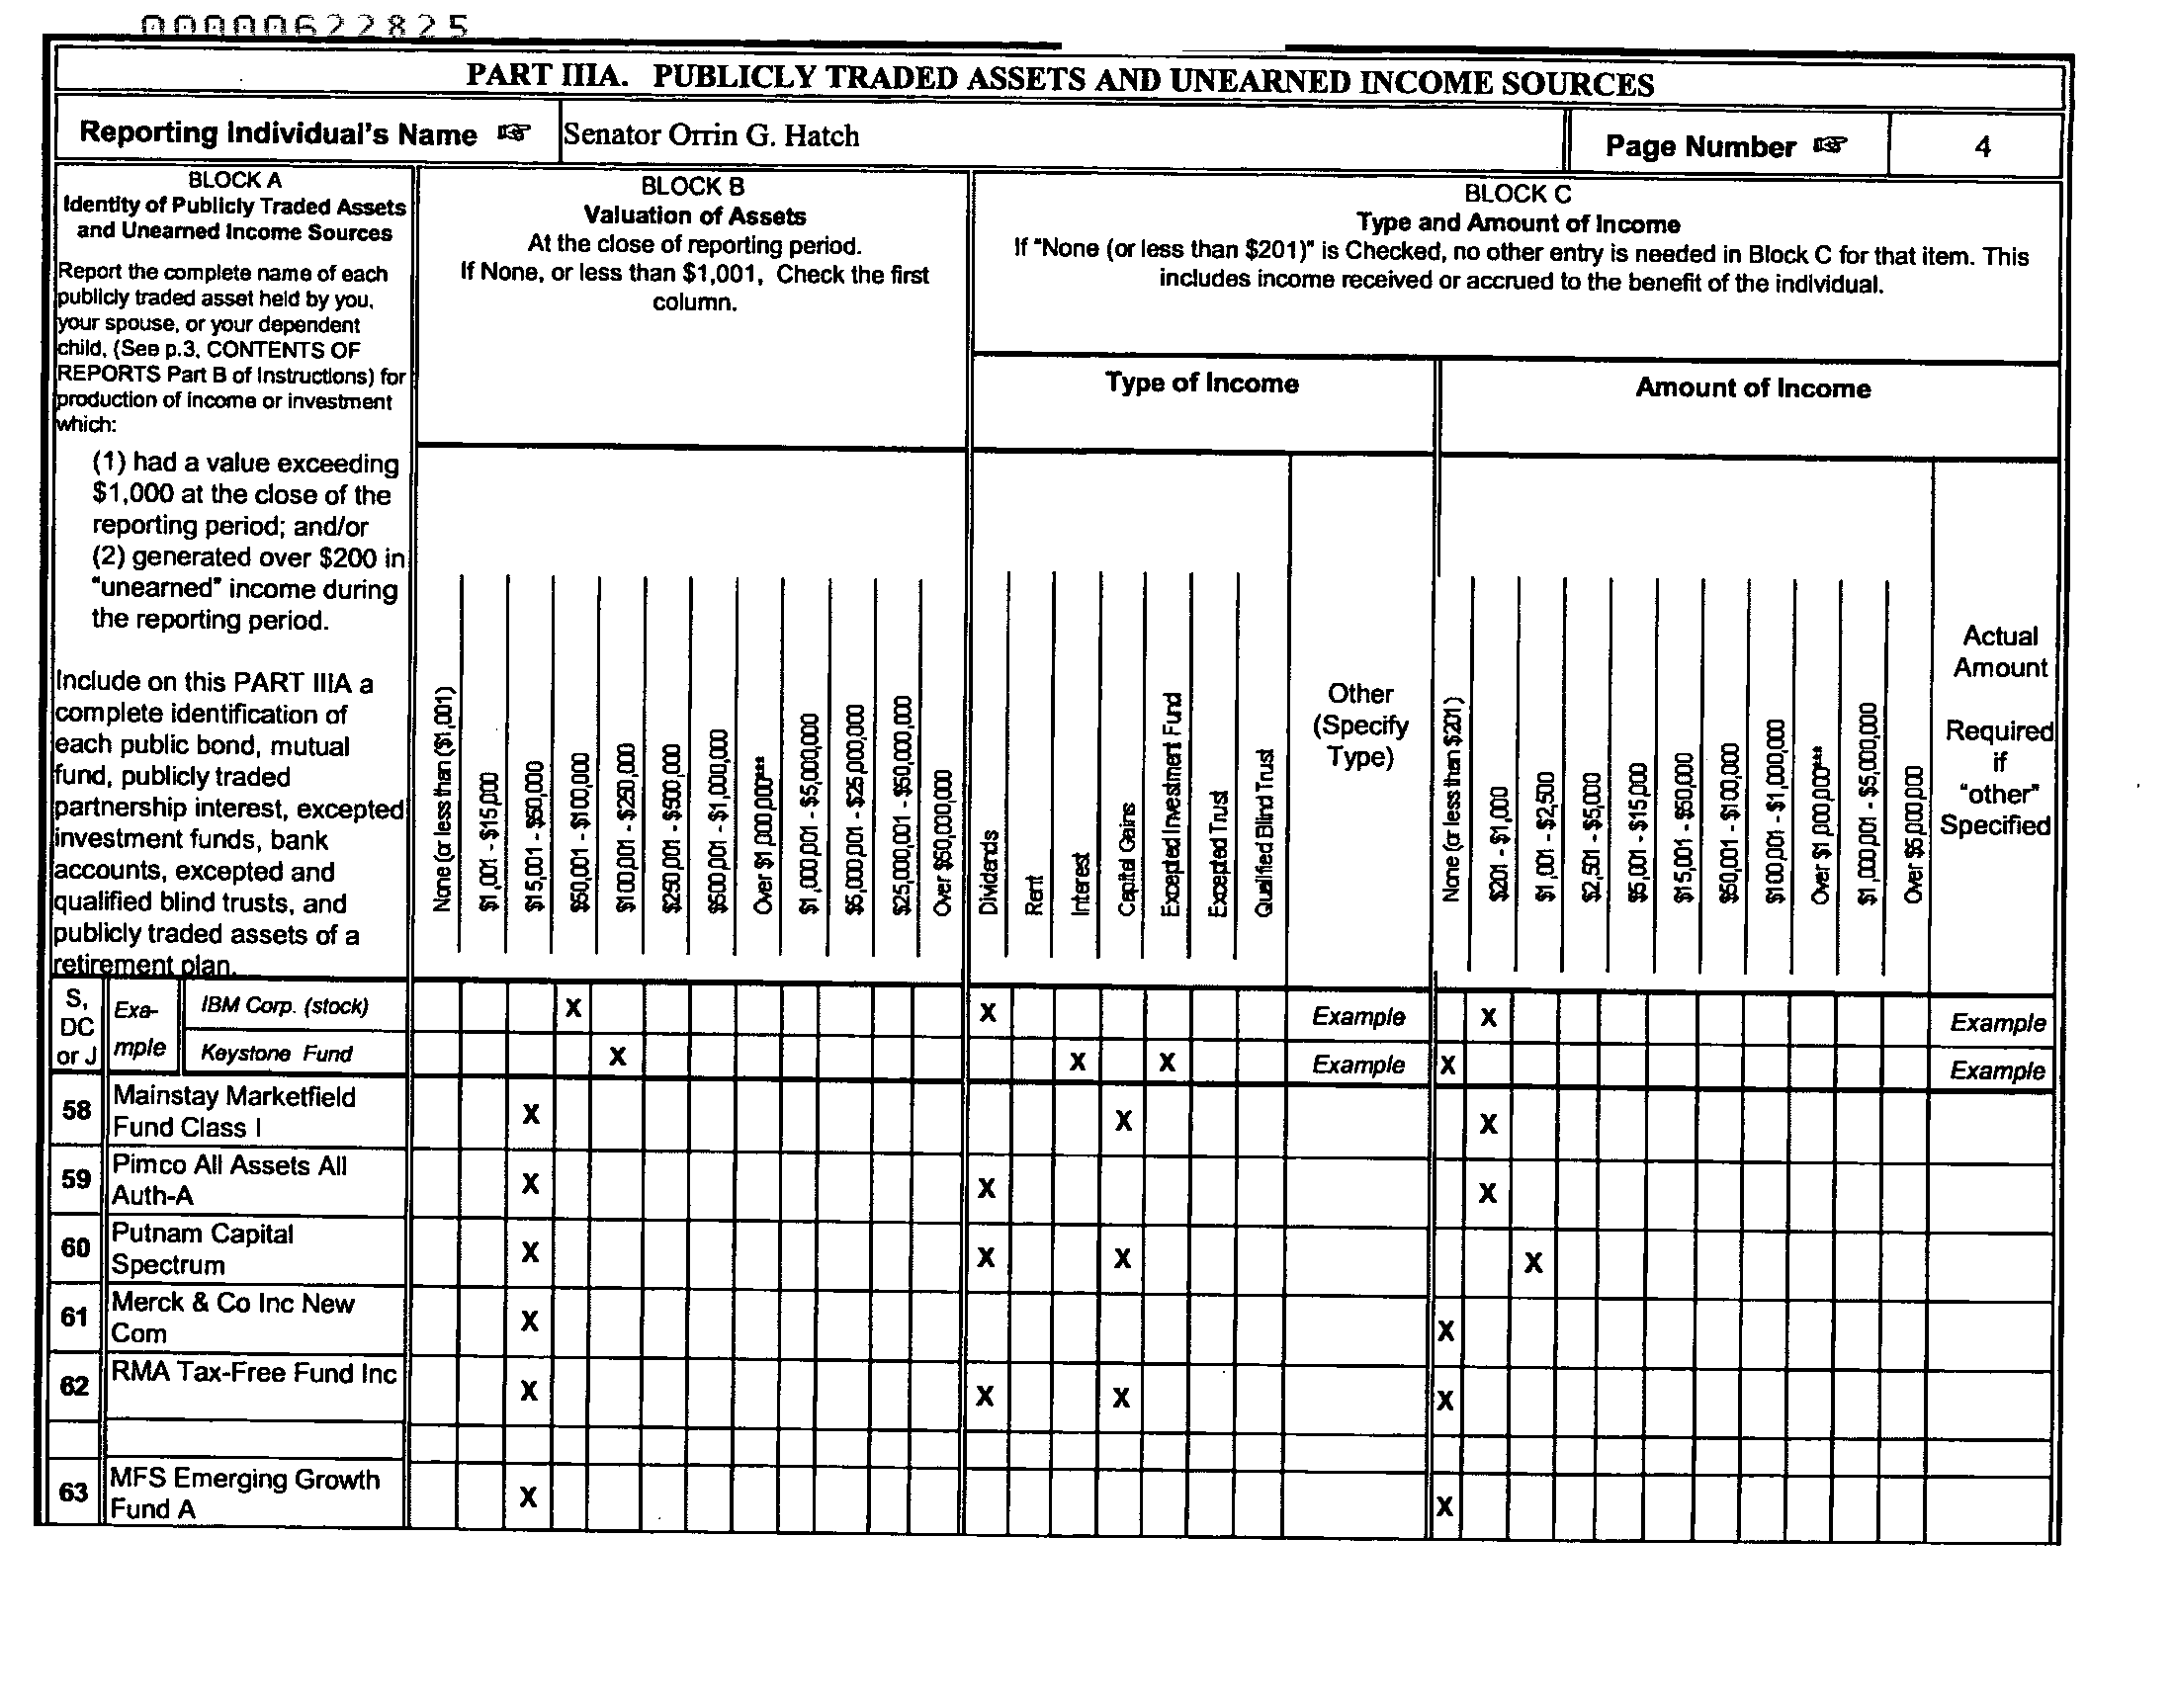 00000622825
PART IIIA. PUBLICLY TRADED ASSETS AND UNEARNED INCOME SOURCES
Reporting Individual's Name ☞ Senator Orrin G. Hatch Page Number ☞ 4
BLOCK A
Identity of Publicly Traded Assets
and Unearned Income Sources
Report the complete name of each
publicly traded asset held by you,
your spouse, or your dependent
child, (See p.3, CONTENTS OF
REPORTS Part B of Instructions) for
production of income or investment
which:
(1) had a value exceeding
$1,000 at the close of the
reporting period; and/or
(2) generated over $200 in
"unearned" income during
the reporting period.
Include on this PART IIIA a
complete identification of
each public bond, mutual
fund, publicly traded
partnership interest, excepted
investment funds, bank
accounts, excepted and
qualified blind trusts, and
publicly traded assets of a
retirement plan.
BLOCK B
Valuation of Assets
At the close of reporting period.
If None, or less than $1,001, Check the first
column.
None (or less than ($1,001)
$1,001 - $15,000
$15,001 - $50,000
$50,001 - $100,000
$100,001 - $250,000
$250,001 - $500,000
$500,001 - $1,000,000
Over $1,000,000***
$1,000,001 - $5,000,000
$5,000,001 - $25,000,000
$25,000,001 - $50,000,000
Over $50,000,000
BLOCK C
Type and Amount of Income
If "None (or less than $201)" is Checked, no other entry is needed in Block C for that item. This
includes income received or accrued to the benefit of the individual.
Type of Income
Dividends
Rent
Interest
Capital Gains
Excepted Investment Fund
Excepted Trust
Qualified Blind Trust
Other
(Specify
Type)
Amount of Income
None (or less then $201)
$201 - $1,000
$1,001 - $2,500
$2,501 - $5,000
$5,001 - $15,000
$15,001 - $50,000
$50,001 - $100,000
$100,001 - $1,000,000
Over $1,000,000***
$1,000,001 - $5,000,000
Over $5,000,000
Actual
Amount
Required
if
"other"
Specified
S,
DC
or J
Exa-
mple
IBM Corp. (stock) X X Example X Example
Keystone Fund X X X Example X Example
58 Mainstay Marketfield
Fund Class I X X X
59 Pimco All Assets All
Auth-A X X X
60 Putnam Capital
Spectrum X X X X
61 Merck & Co Inc New
Com X X
62 RMA Tax-Free Fund Inc X X X X
63 MFS Emerging Growth
Fund A X X